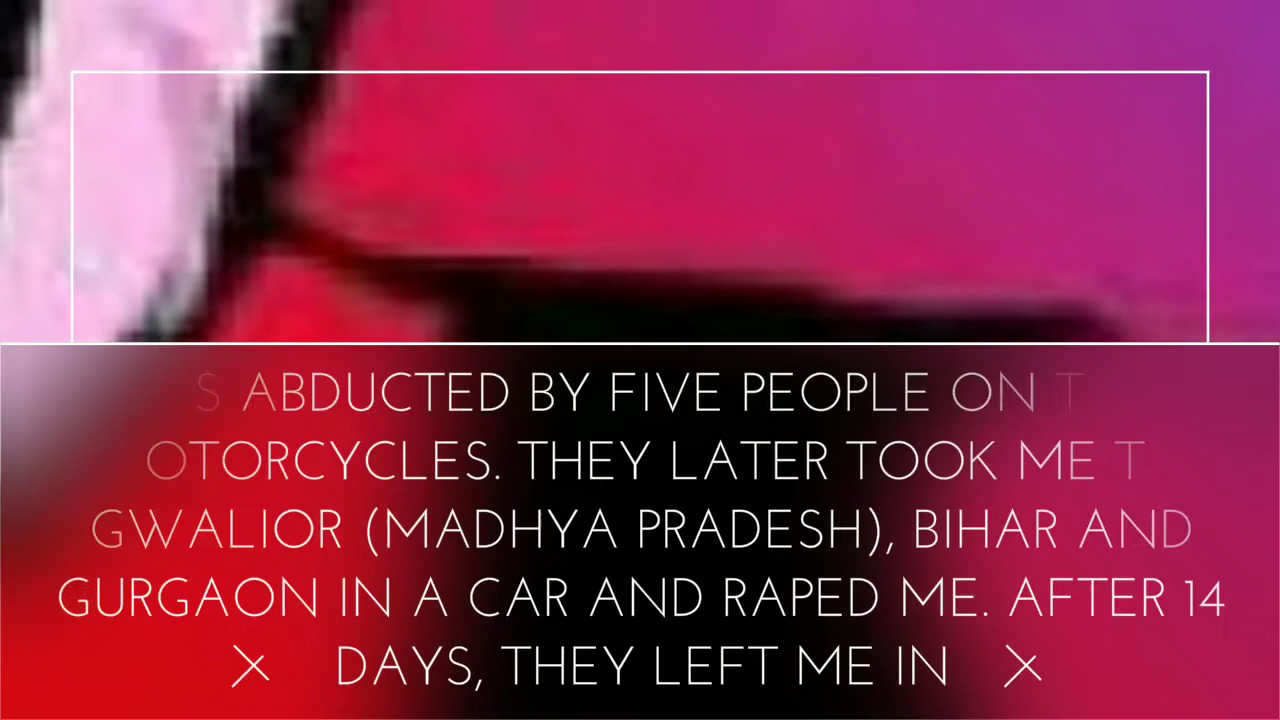 S ABDUCTED BY FIVE PEOPLE ON T
OTORCYCLES. THEY LATER TOOK ME T
GWALIOR (MADHYA PRADESH), BIHAR AND
GURGAON IN A CAR AND RAPED ME. AFTER 14
DAYS, THEY LEFT ME IN